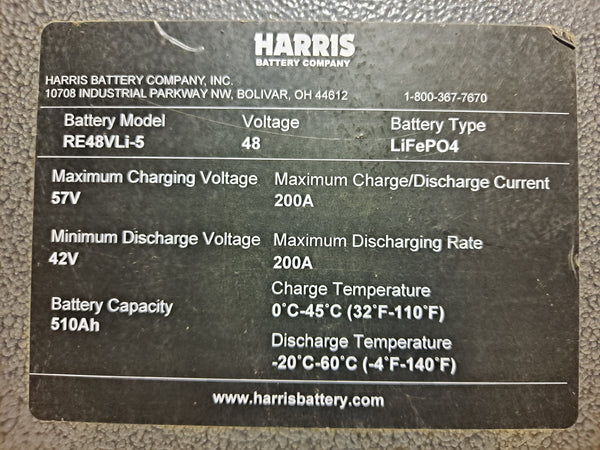 HARRIS
BATTERY COMPANY
HARRIS BATTERY COMPANY, INC.
10708 INDUSTRIAL PARKWAY NW, BOLIVAR, OH 44612 1-800-367-7670
Battery Model Voltage Battery Type
RE48VLi-5 48 LiFePO4
Maximum Charging Voltage Maximum Charge/Discharge Current
57V 200A
Minimum Discharge Voltage Maximum Discharging Rate
42V 200A
Battery Capacity
510Ah
Charge Temperature
0°C-45°C (32°F-110°F)
Discharge Temperature
-20°C-60°C (-4°F-140°F)
www.harrisbattery.com